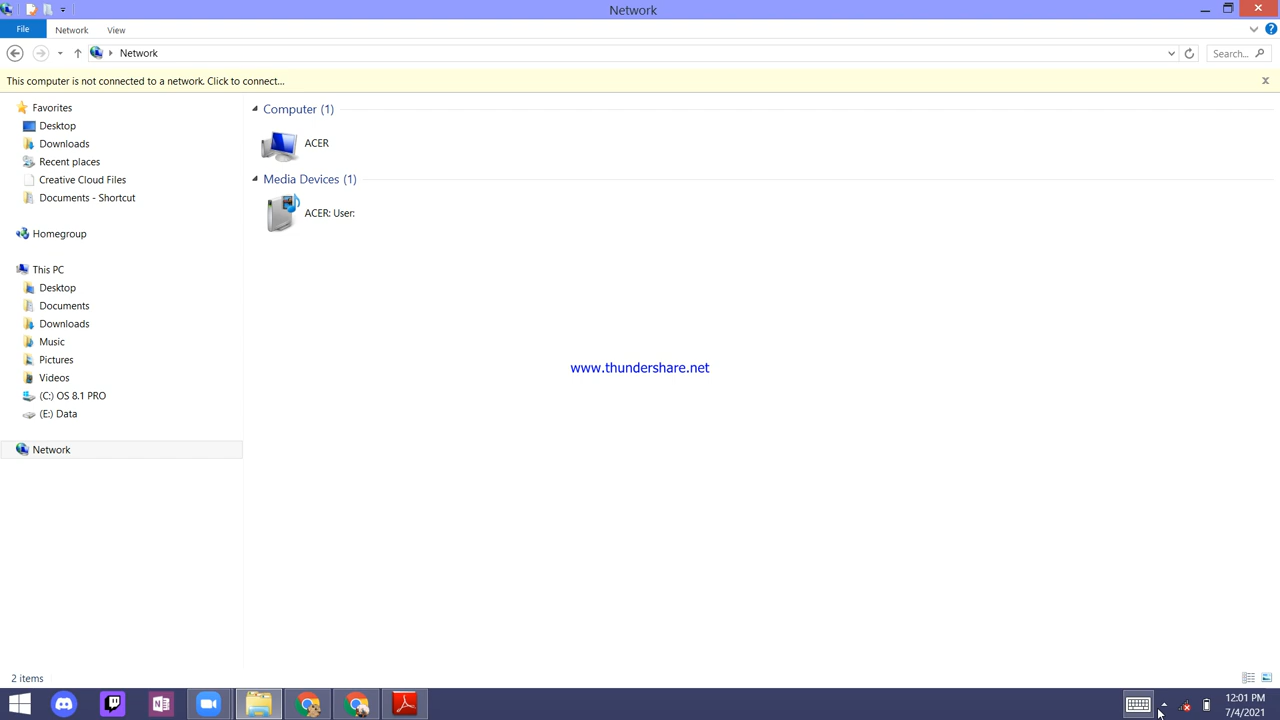 Network
File
Network
View
Network
Search...
This computer is not connected to a network. Click to connect...
x
Favorites
Desktop
Downloads
Recent places
Creative Cloud Files
Documents - Shortcut
Homegroup
This PC
Desktop
Documents
Downloads
Music
Pictures
Videos
(C:) OS 8.1 PRO
(E:) Data
Network
Computer (1)
ACER
Media Devices (1)
ACER: User:
www.thundershare.net
2 items
12:01 PM
7/4/2021